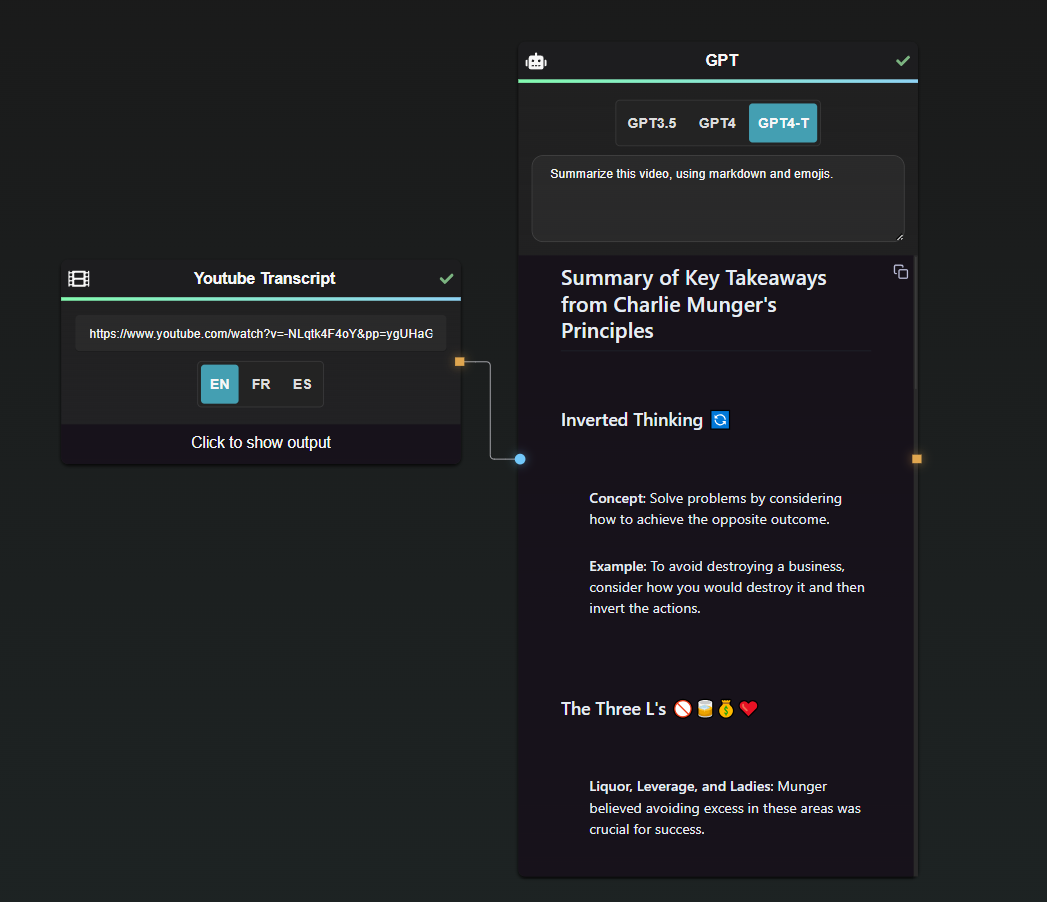 Youtube Transcript
https://www.youtube.com/watch?v=-NLqtk4F4oY&pp=ygUHaG
EN FR ES
Click to show output
GPT
GPT3.5 GPT4 GPT4-T
Summarize this video, using markdown and emojis.
Summary of Key Takeaways
from Charlie Munger's
Principles
Inverted Thinking 🔄
Concept: Solve problems by considering
how to achieve the opposite outcome.
Example: To avoid destroying a business,
consider how you would destroy it and then
invert the actions.
The Three L's 🚫🥃💰❤️
Liquor, Leverage, and Ladies: Munger
believed avoiding excess in these areas was
crucial for success.